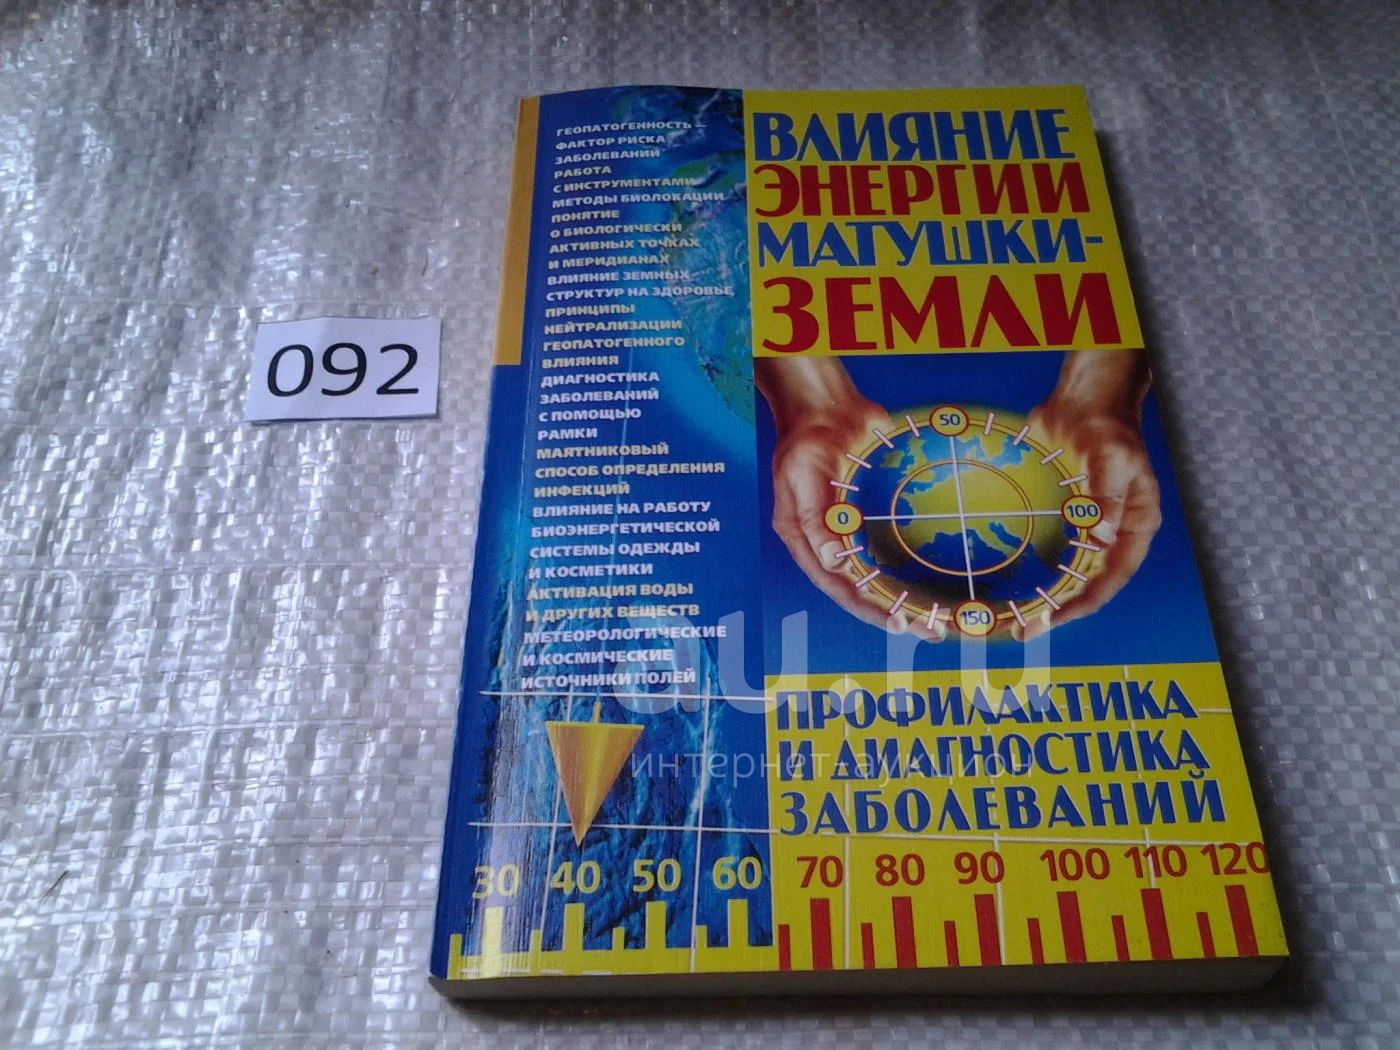 092
ГЕОПАТОГЕННОСТЬ –
ФАКТОР РИСКА
ЗАБОЛЕВАНИЙ
РАБОТА
С ИНСТРУМЕНТАМИ
МЕТОДЫ БИОЛОКАЦИИ
ПОНЯТИЕ
О БИОЛОГИЧЕСКИ
АКТИВНЫХ ТОЧКАХ
И МЕРИДИАНАХ
ВЛИЯНИЕ ЗЕМНЫХ
СТРУКТУР НА ЗДОРОВЬЕ
ПРИНЦИПЫ
НЕЙТРАЛИЗАЦИИ
ГЕОПАТОГЕННОГО
ВЛИЯНИЯ
ДИАГНОСТИКА
ЗАБОЛЕВАНИЙ
С ПОМОЩЬЮ
РАМКИ
МАЯТНИКОВЫЙ
СПОСОБ ОПРЕДЕЛЕНИЯ
ИНФЕКЦИЙ
ВЛИЯНИЕ НА РАБОТУ
БИОЭНЕРГЕТИЧЕСКОЙ
СИСТЕМЫ ОДЕЖДЫ
И КОСМЕТИКИ
АКТИВАЦИЯ ВОДЫ
И ДРУГИХ ВЕЩЕСТВ
МЕТЕОРОЛОГИЧЕСКИЕ
И КОСМИЧЕСКИЕ
ИСТОЧНИКИ ПОЛЕЙ
ВЛИЯНИЕ
ЭНЕРГИИ
МАТУШКИ-
ЗЕМЛИ
50
0
100
150
ПРОФИЛАКТИКА
И ДИАГНОСТИКА
ЗАБОЛЕВАНИЙ
30 40 50 60 70 80 90 100 110 120
au.ru
интернет-аукцион